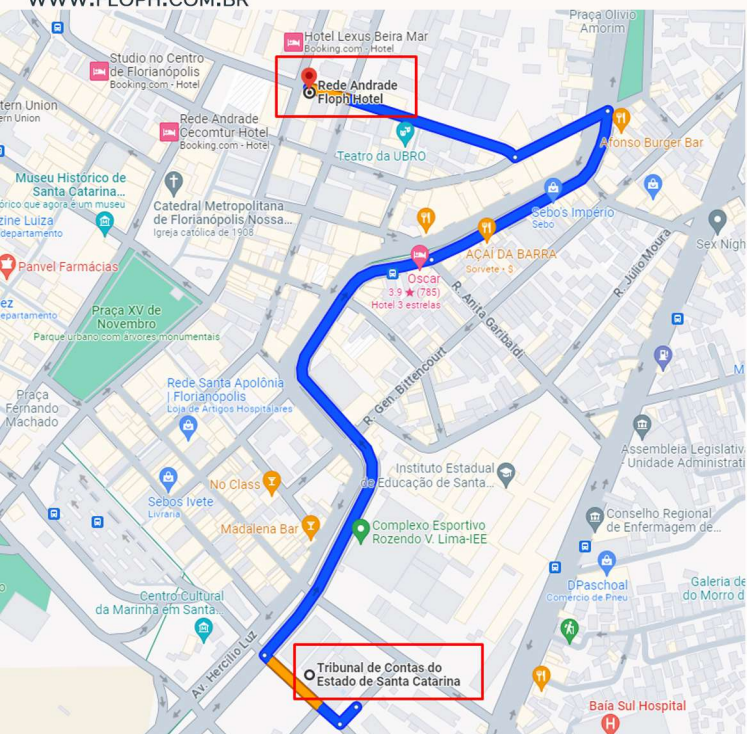 WWW.FLOPH.COM.BR
Praça Olivio
Amorim
Hotel Lexus Beira Mar
Booking.com - Hotel
Studio no Centro
de Florianópolis
Booking.com - Hotel
Rede Andrade
Floph Hotel
tern Union
ern Union
Rede Andrade
Cecomtur Hotel
Booking.com - Hotel
Afonso Burger Bar
Teatro da UBRO
Museu Histórico de
Santa Catarina...
órico que agora é um museu
Catedral Metropolitana
de Florianópolis/Nossa...
Igreja católica de 1908
zine Luiza
departamento
Sebo's Império
Sebo
Sex Nigh
AÇAÍ DA BARRA
Sorvete - $
Panvel Farmácias
Oscar
3.9 ★ (785)
Hotel 3 estrelas
R. Júlio Moura
R. Anita Garibaldi
ez
epartamento
Praça XV de
Novembro
Parque urbano com árvores monumentais
M
Rede Santa Apolônia
| Florianópolis
Loja de Artigos Hospitalares
R. Gen. Bittencourt
Praça
Fernando
Machado
Assembleia Legislativ
- Unidade Administrati
Instituto Estadual
de Educação de Santa...
No Class
Sebos Ivete
Livraria
Madalena Bar
Complexo Esportivo
Rozendo V. Lima-IEE
Conselho Regional
de Enfermagem de...
DPaschoal
Comércio de Pneu
Galeria de
do Morro d
Centro Cultural
da Marinha em Santa...
Av. Hercílio Luz
Tribunal de Contas do
Estado de Santa Catarina
Baía Sul Hospital